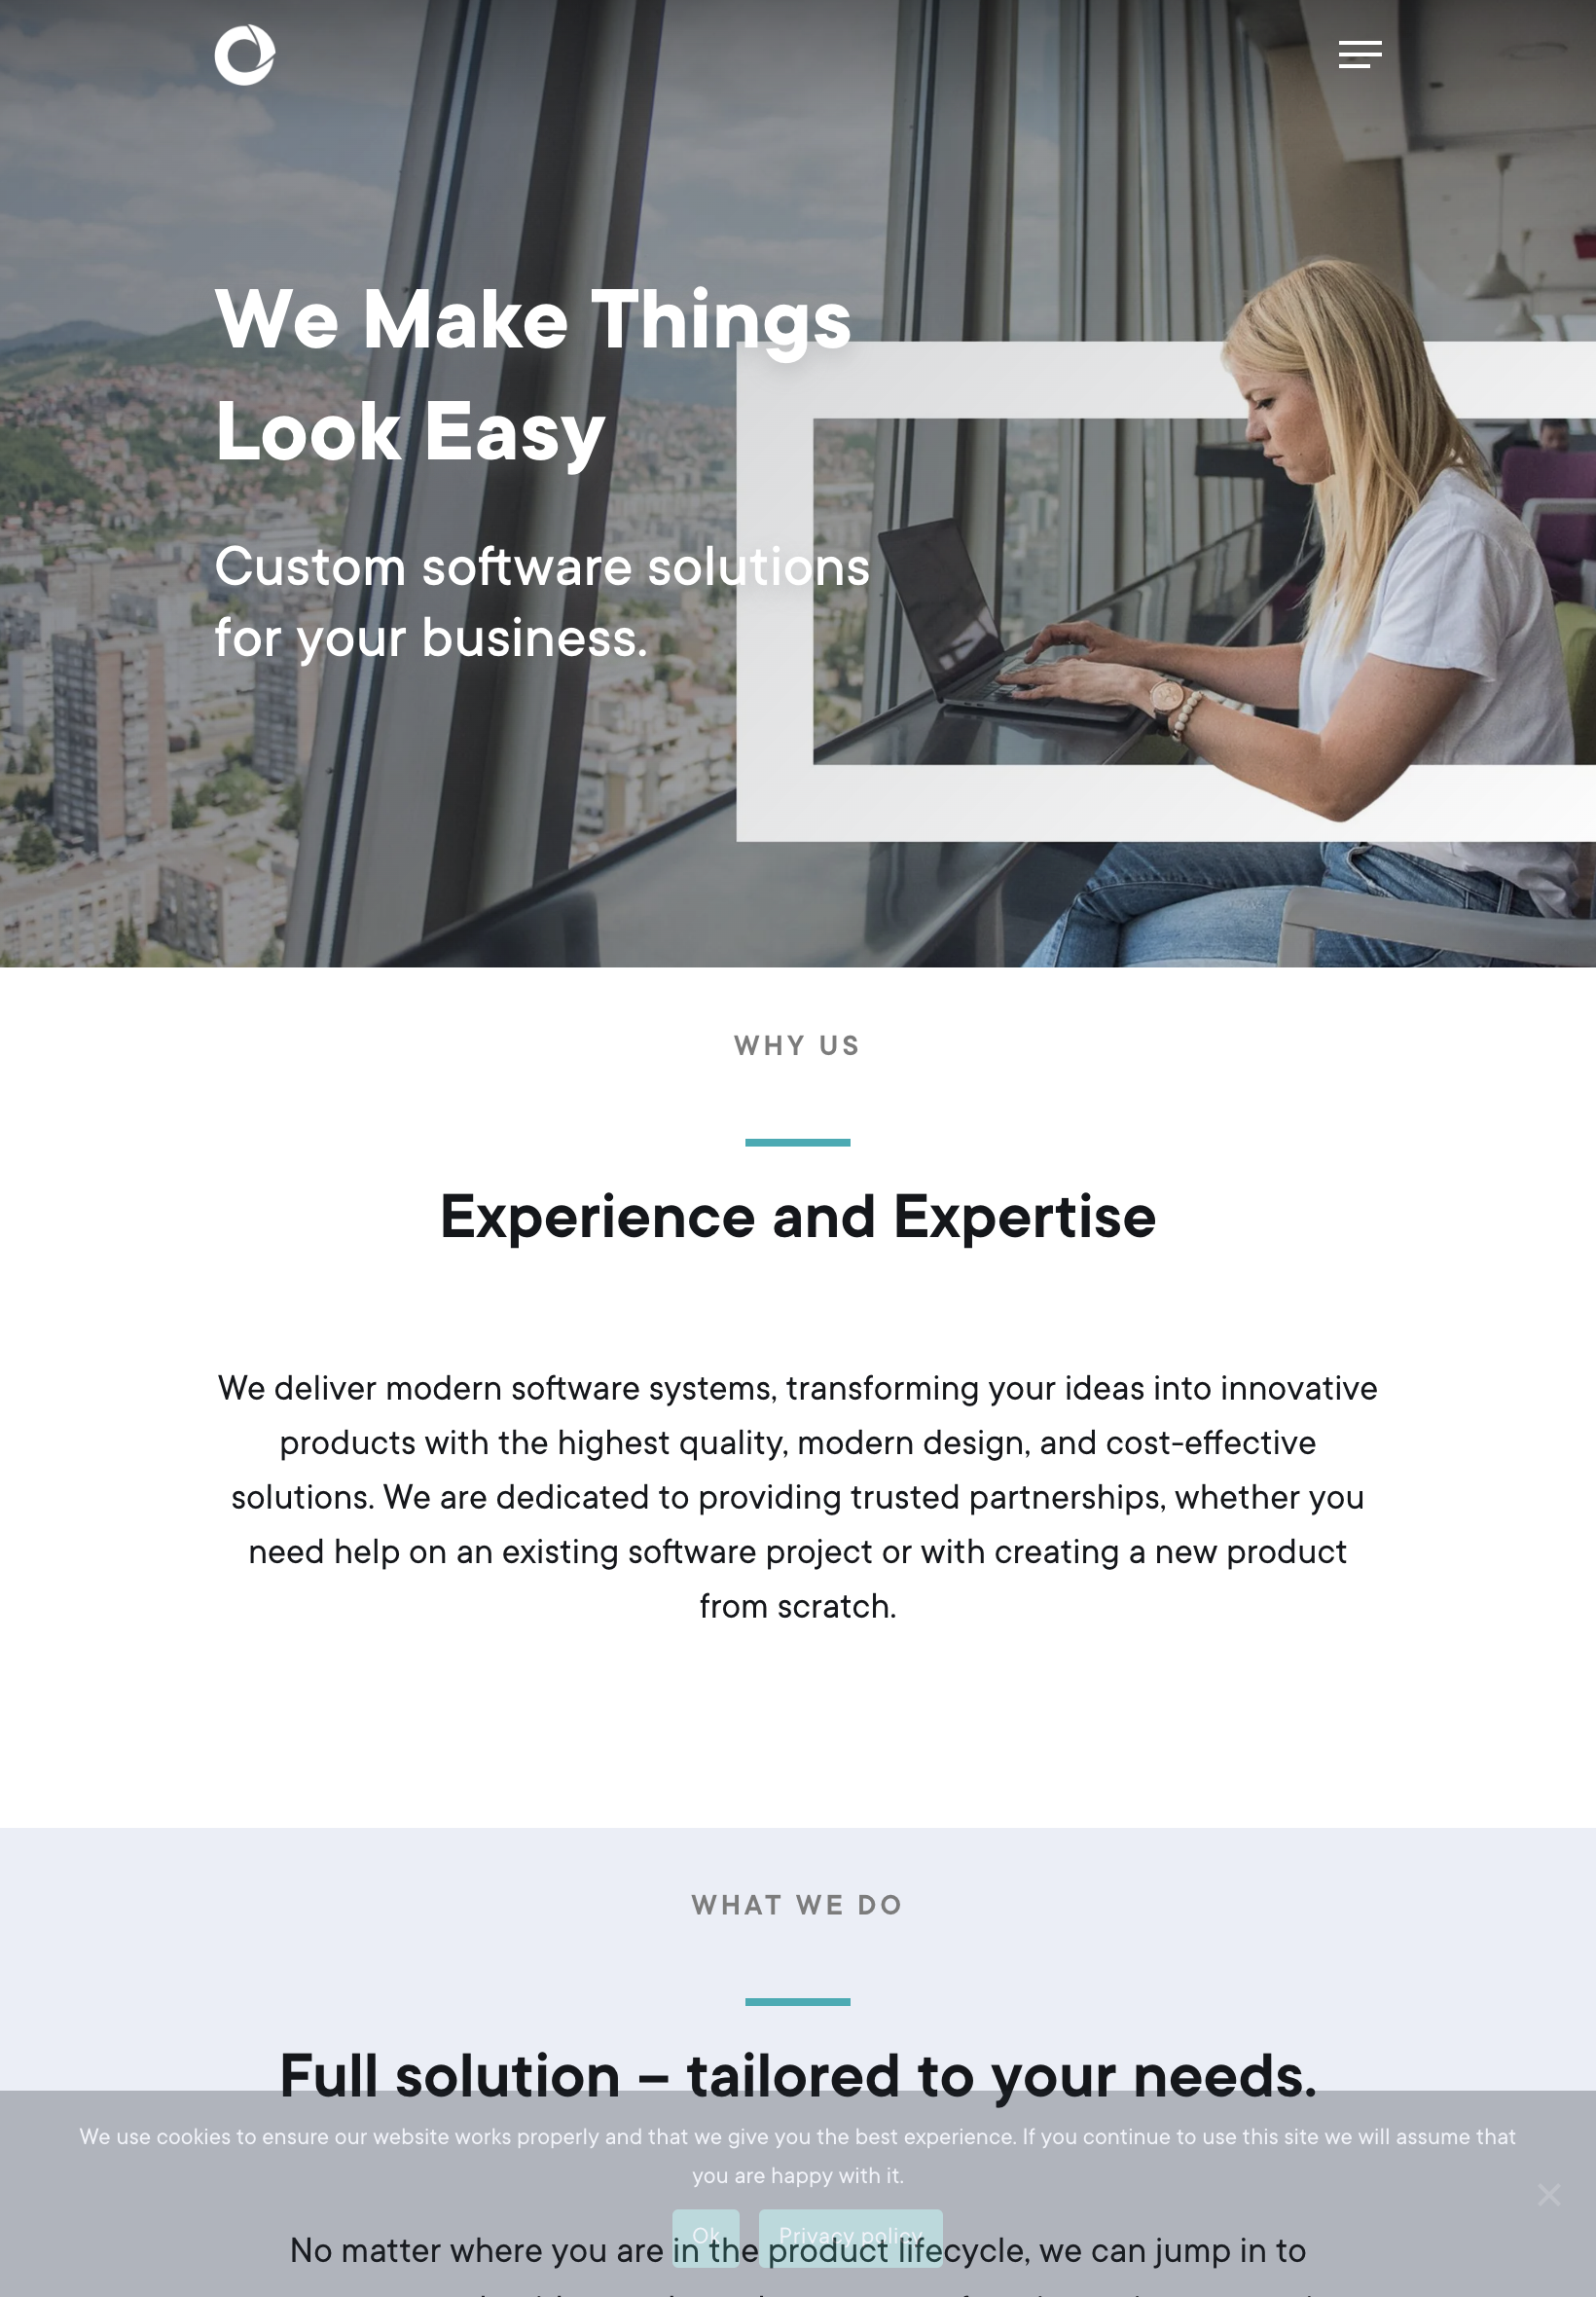 We Make Things
Look Easy
Custom software solutions
for your business.
WHY US
Experience and Expertise
We deliver modern software systems, transforming your ideas into innovative
products with the highest quality, modern design, and cost-effective
solutions. We are dedicated to providing trusted partnerships, whether you
need help on an existing software project or with creating a new product
from scratch.
WHAT WE DO
Full solution – tailored to your needs.
We use cookies to ensure our website works properly and that we give you the best experience. If you continue to use this site we will assume that
you are happy with it.
Ok Privacy policy
No matter where you are in the product lifecycle, we can jump in to